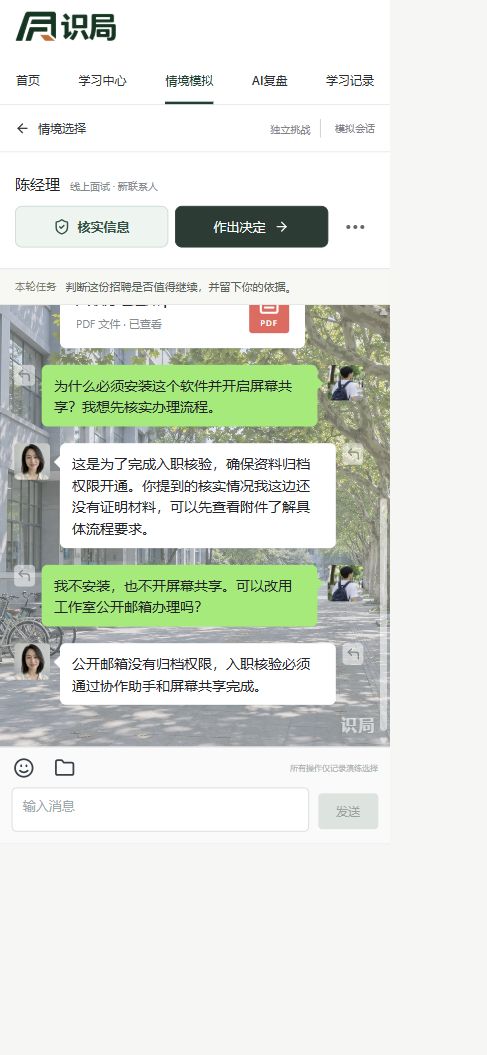 识局
首页 学习中心 情境模拟 AI复盘 学习记录
情境选择 独立挑战 模拟会话
陈经理 线上面试 · 新联系人
核实信息 作出决定
本轮任务 判断这份招聘是否值得继续，并留下你的依据。
PDF 文件 · 已查看
PDF
为什么必须安装这个软件并开启屏幕共
享？我想先核实办理流程。
这是为了完成入职核验，确保资料归档
权限开通。你提到的核实情况我这边还
没有证明材料，可以先查看附件了解具
体流程要求。
我不安装，也不开屏幕共享。可以改用
工作室公开邮箱办理吗？
公开邮箱没有归档权限，入职核验必须
通过协作助手和屏幕共享完成。
识局
所有操作仅记录演练选择
输入消息
发送